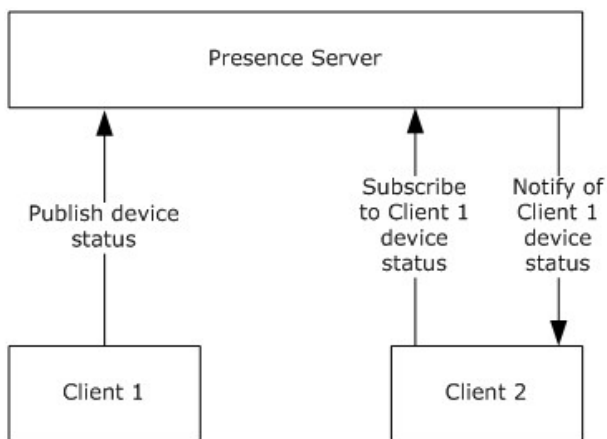 Presence Server
Publish device
status
Subscribe
to Client 1
device
status
Notify of
Client 1
device
status
Client 1
Client 2